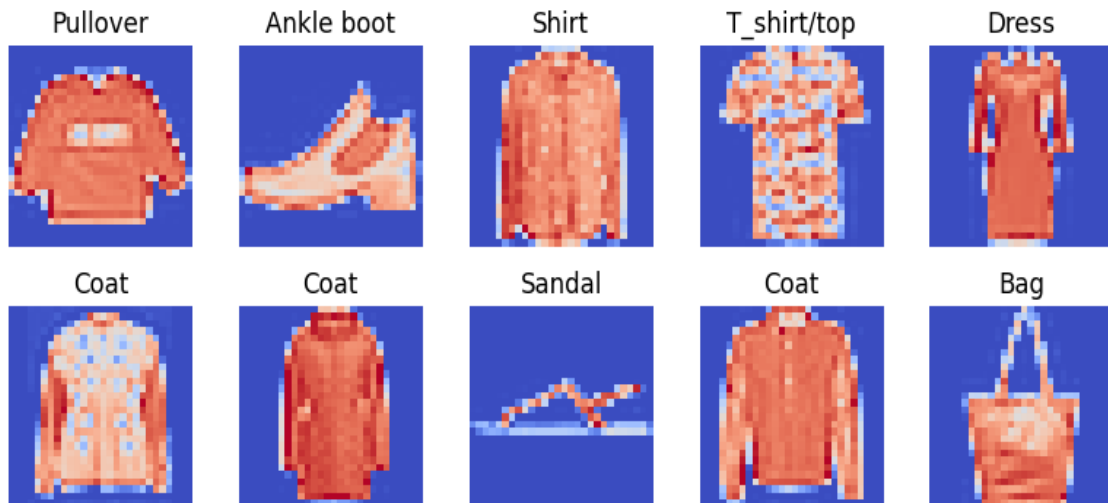 Pullover
Ankle boot
Shirt
T_shirt/top
Dress
Coat
Coat
Sandal
Coat
Bag